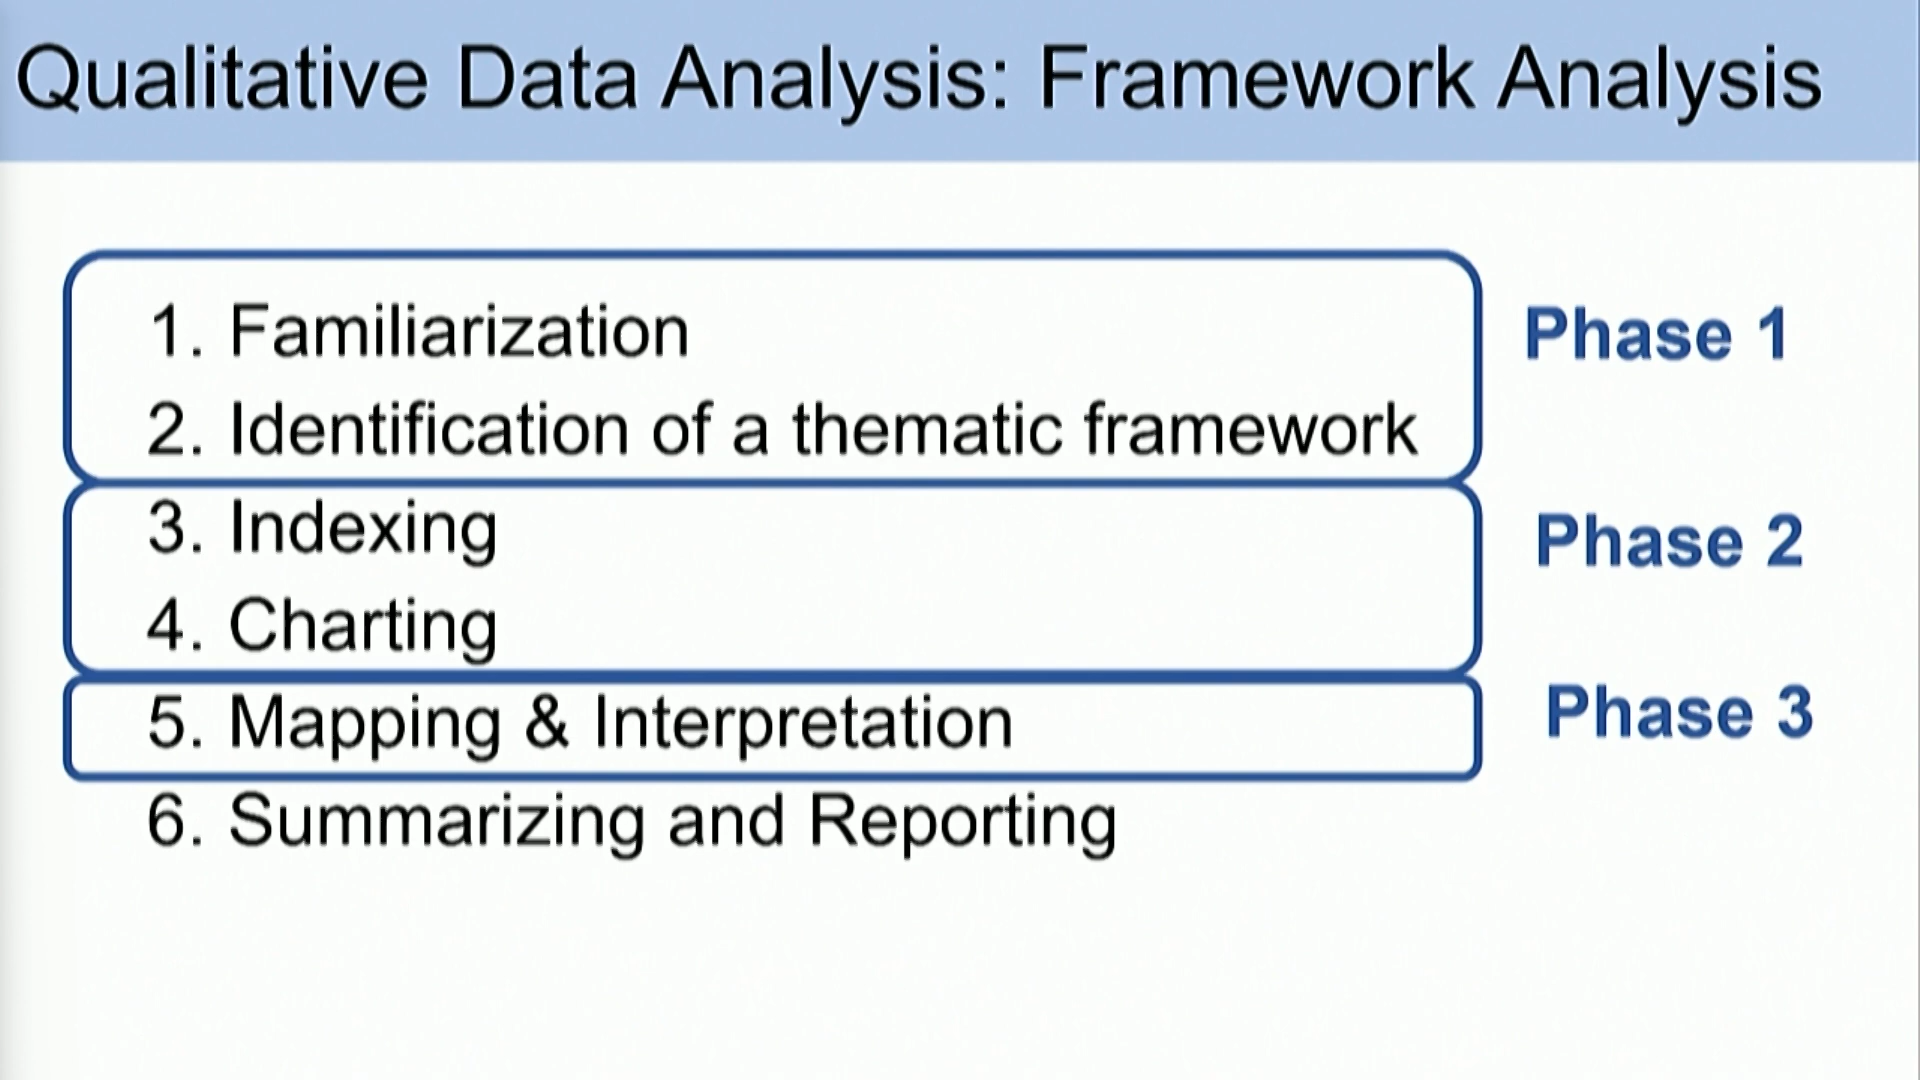 Qualitative Data Analysis: Framework Analysis
1. Familiarization
Phase 1
2. Identification of a thematic framework
3. Indexing
Phase 2
4. Charting
5. Mapping & Interpretation
Phase 3
6. Summarizing and Reporting